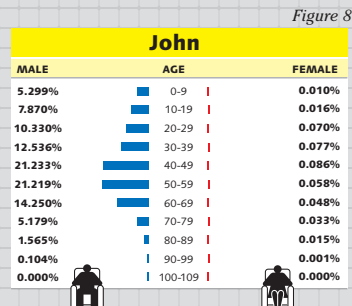 Figure 8
John
MALE AGE FEMALE
5.299% 0-9 0.010%
7.870% 10-19 0.016%
10.330% 20-29 0.070%
12.536% 30-39 0.077%
21.233% 40-49 0.086%
21.219% 50-59 0.058%
14.250% 60-69 0.048%
5.179% 70-79 0.033%
1.565% 80-89 0.015%
0.104% 90-99 0.001%
0.000% 100-109 0.000%